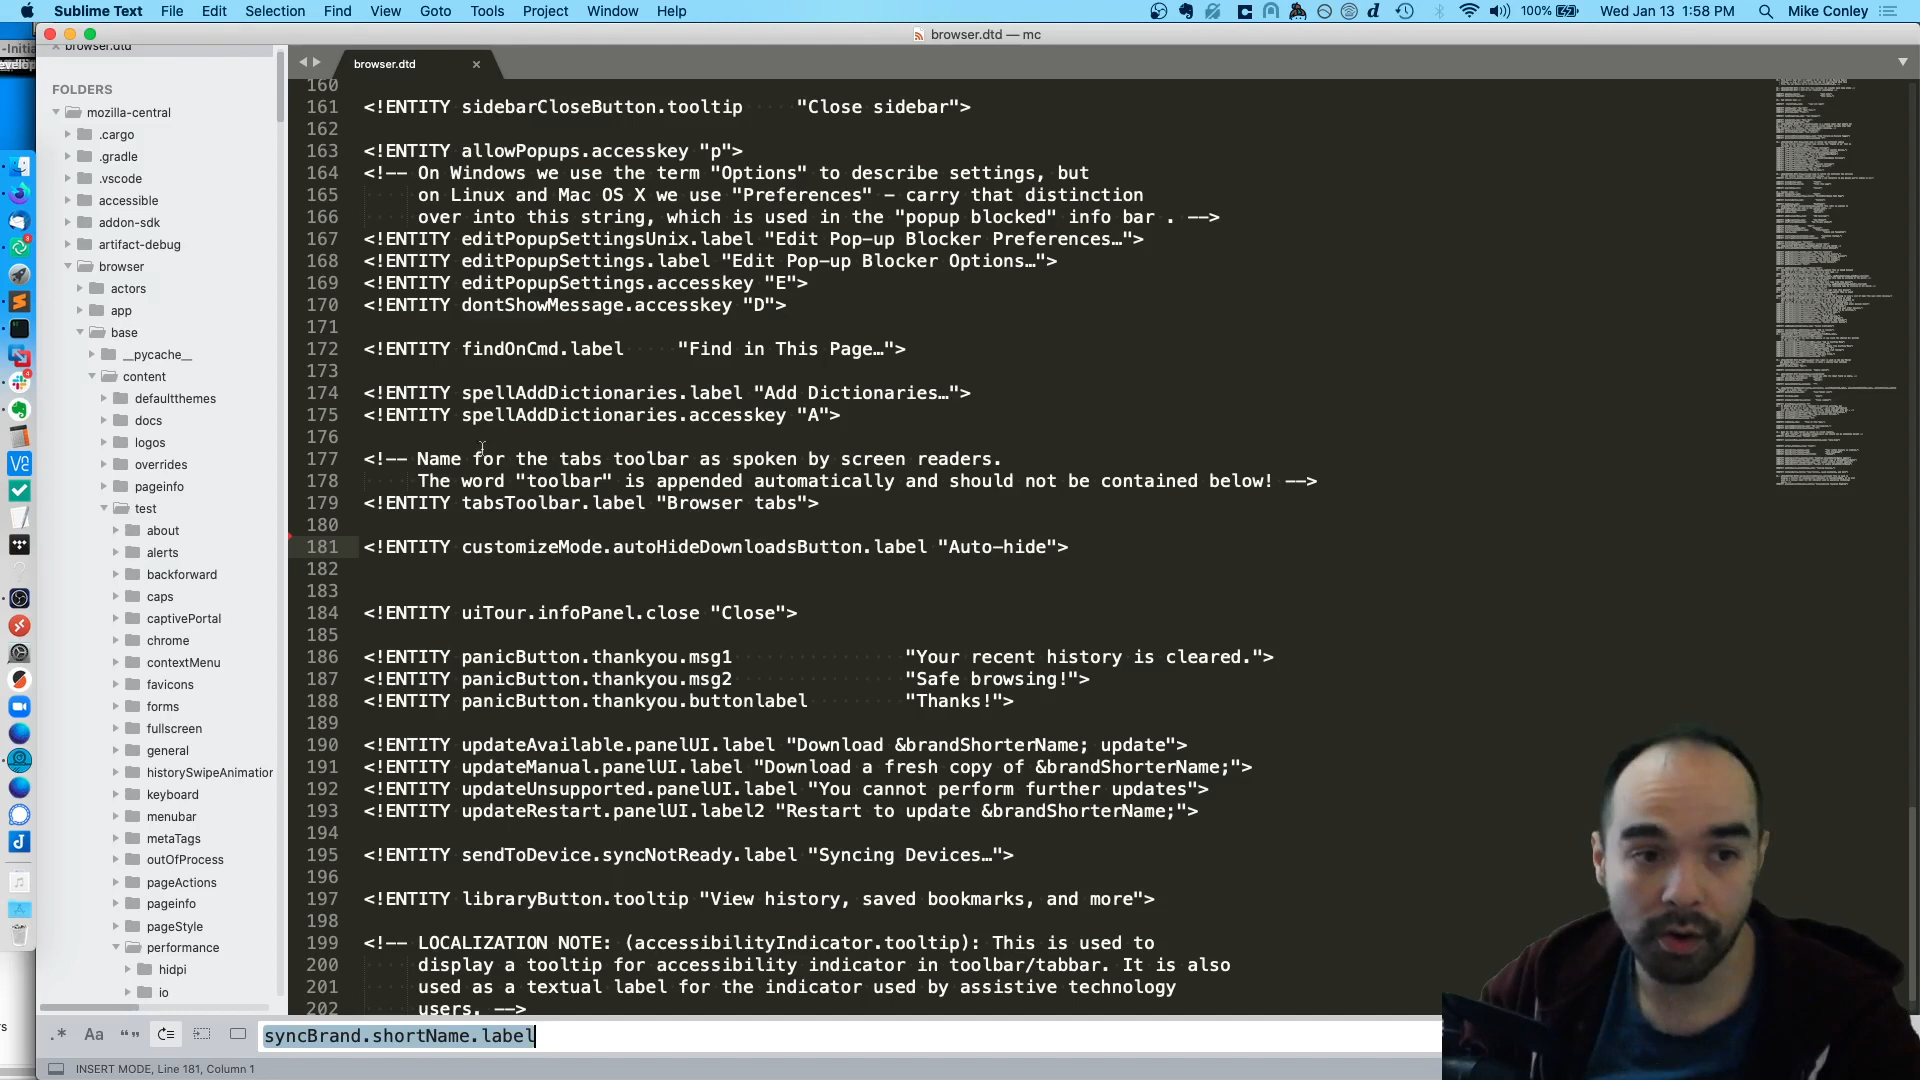 Sublime Text File Edit Selection Find View Goto Tools Project Window Help 100% Wed Jan 13 1:58 PM Mike Conley
browser.dtd — mc
browser.dtd
browser.dtd ×
FOLDERS
mozilla-central
.cargo
.gradle
.vscode
accessible
addon-sdk
artifact-debug
browser
actors
app
base
__pycache__
content
defaultthemes
docs
logos
overrides
pageinfo
test
about
alerts
backforward
caps
captivePortal
chrome
contextMenu
favicons
forms
fullscreen
general
historySwipeAnimation
keyboard
menubar
metaTags
outOfProcess
pageActions
pageinfo
pageStyle
performance
hidpi
io
160
161 <!ENTITY sidebarCloseButton.tooltip "Close sidebar">
162
163 <!ENTITY allowPopups.accesskey "p">
164 <!-- On Windows we use the term "Options" to describe settings, but
165 on Linux and Mac OS X we use "Preferences" – carry that distinction
166 over into this string, which is used in the "popup blocked" info bar . -->
167 <!ENTITY editPopupSettingsUnix.label "Edit Pop-up Blocker Preferences…">
168 <!ENTITY editPopupSettings.label "Edit Pop-up Blocker Options…">
169 <!ENTITY editPopupSettings.accesskey "E">
170 <!ENTITY dontShowMessage.accesskey "D">
171
172 <!ENTITY findOnCmd.label "Find in This Page…">
173
174 <!ENTITY spellAddDictionaries.label "Add Dictionaries…">
175 <!ENTITY spellAddDictionaries.accesskey "A">
176
177 <!-- Name for the tabs toolbar as spoken by screen readers.
178 The word "toolbar" is appended automatically and should not be contained below! -->
179 <!ENTITY tabsToolbar.label "Browser tabs">
180
181 <!ENTITY customizeMode.autoHideDownloadsButton.label "Auto-hide">
182
183
184 <!ENTITY uiTour.infoPanel.close "Close">
185
186 <!ENTITY panicButton.thankyou.msg1 "Your recent history is cleared.">
187 <!ENTITY panicButton.thankyou.msg2 "Safe browsing!">
188 <!ENTITY panicButton.thankyou.buttonlabel "Thanks!">
189
190 <!ENTITY updateAvailable.panelUI.label "Download &brandShorterName; update">
191 <!ENTITY updateManual.panelUI.label "Download a fresh copy of &brandShorterName;">
192 <!ENTITY updateUnsupported.panelUI.label "You cannot perform further updates">
193 <!ENTITY updateRestart.panelUI.label2 "Restart to update &brandShorterName;">
194
195 <!ENTITY sendToDevice.syncNotReady.label "Syncing Devices…">
196
197 <!ENTITY libraryButton.tooltip "View history, saved bookmarks, and more">
198
199 <!-- LOCALIZATION NOTE: (accessibilityIndicator.tooltip): This is used to
200 display a tooltip for accessibility indicator in toolbar/tabbar. It is also
201 used as a textual label for the indicator used by assistive technology
202 users. -->
.* Aa “” syncBrand.shortName.label
INSERT MODE, Line 181, Column 1